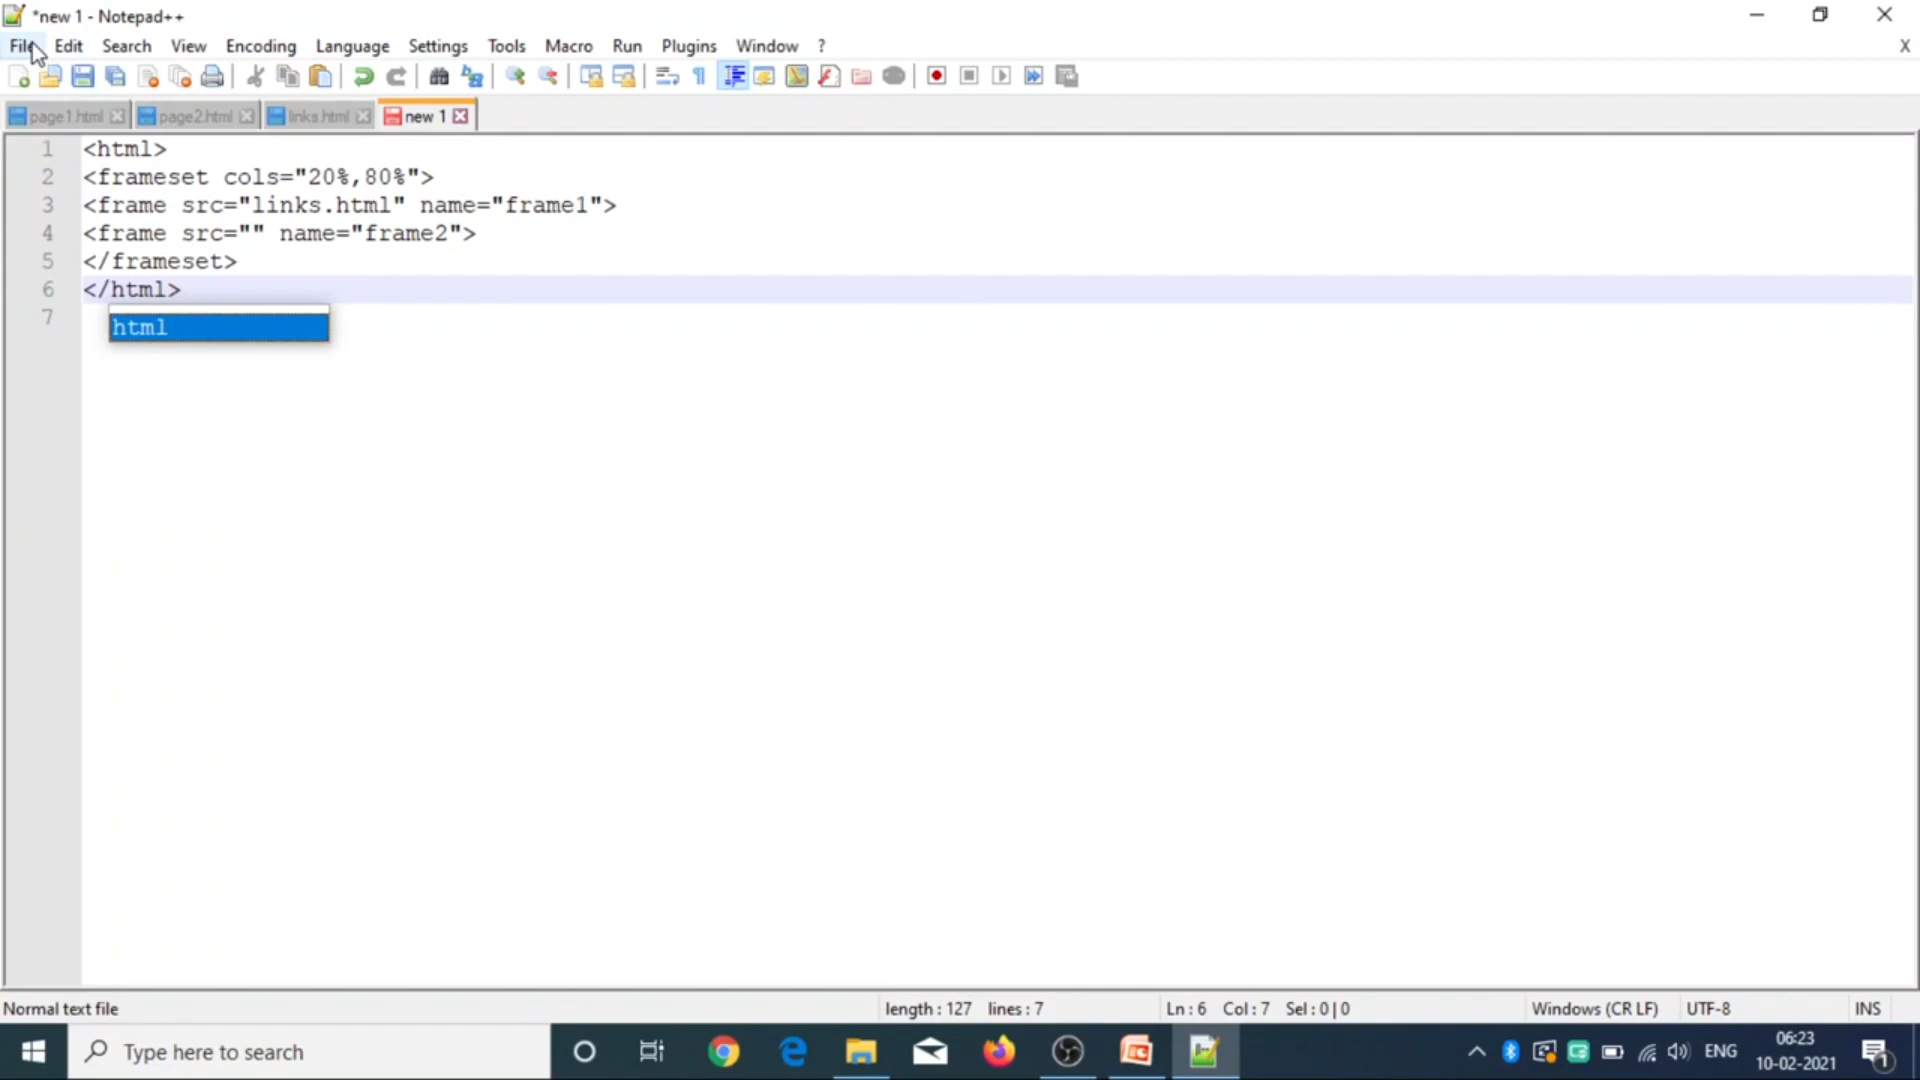 *new 1 - Notepad++
File Edit Search View Encoding Language Settings Tools Macro Run Plugins Window ? X
page1.html page2.html links.html new 1
1 <html>
2 <frameset cols="20%,80%">
3 <frame src="links.html" name="frame1">
4 <frame src="" name="frame2">
5 </frameset>
6 </html>
7
html
Normal text file length : 127 lines : 7 Ln : 6 Col : 7 Sel : 0 | 0 Windows (CR LF) UTF-8 INS
Type here to search ENG 06:23
10-02-2021 1